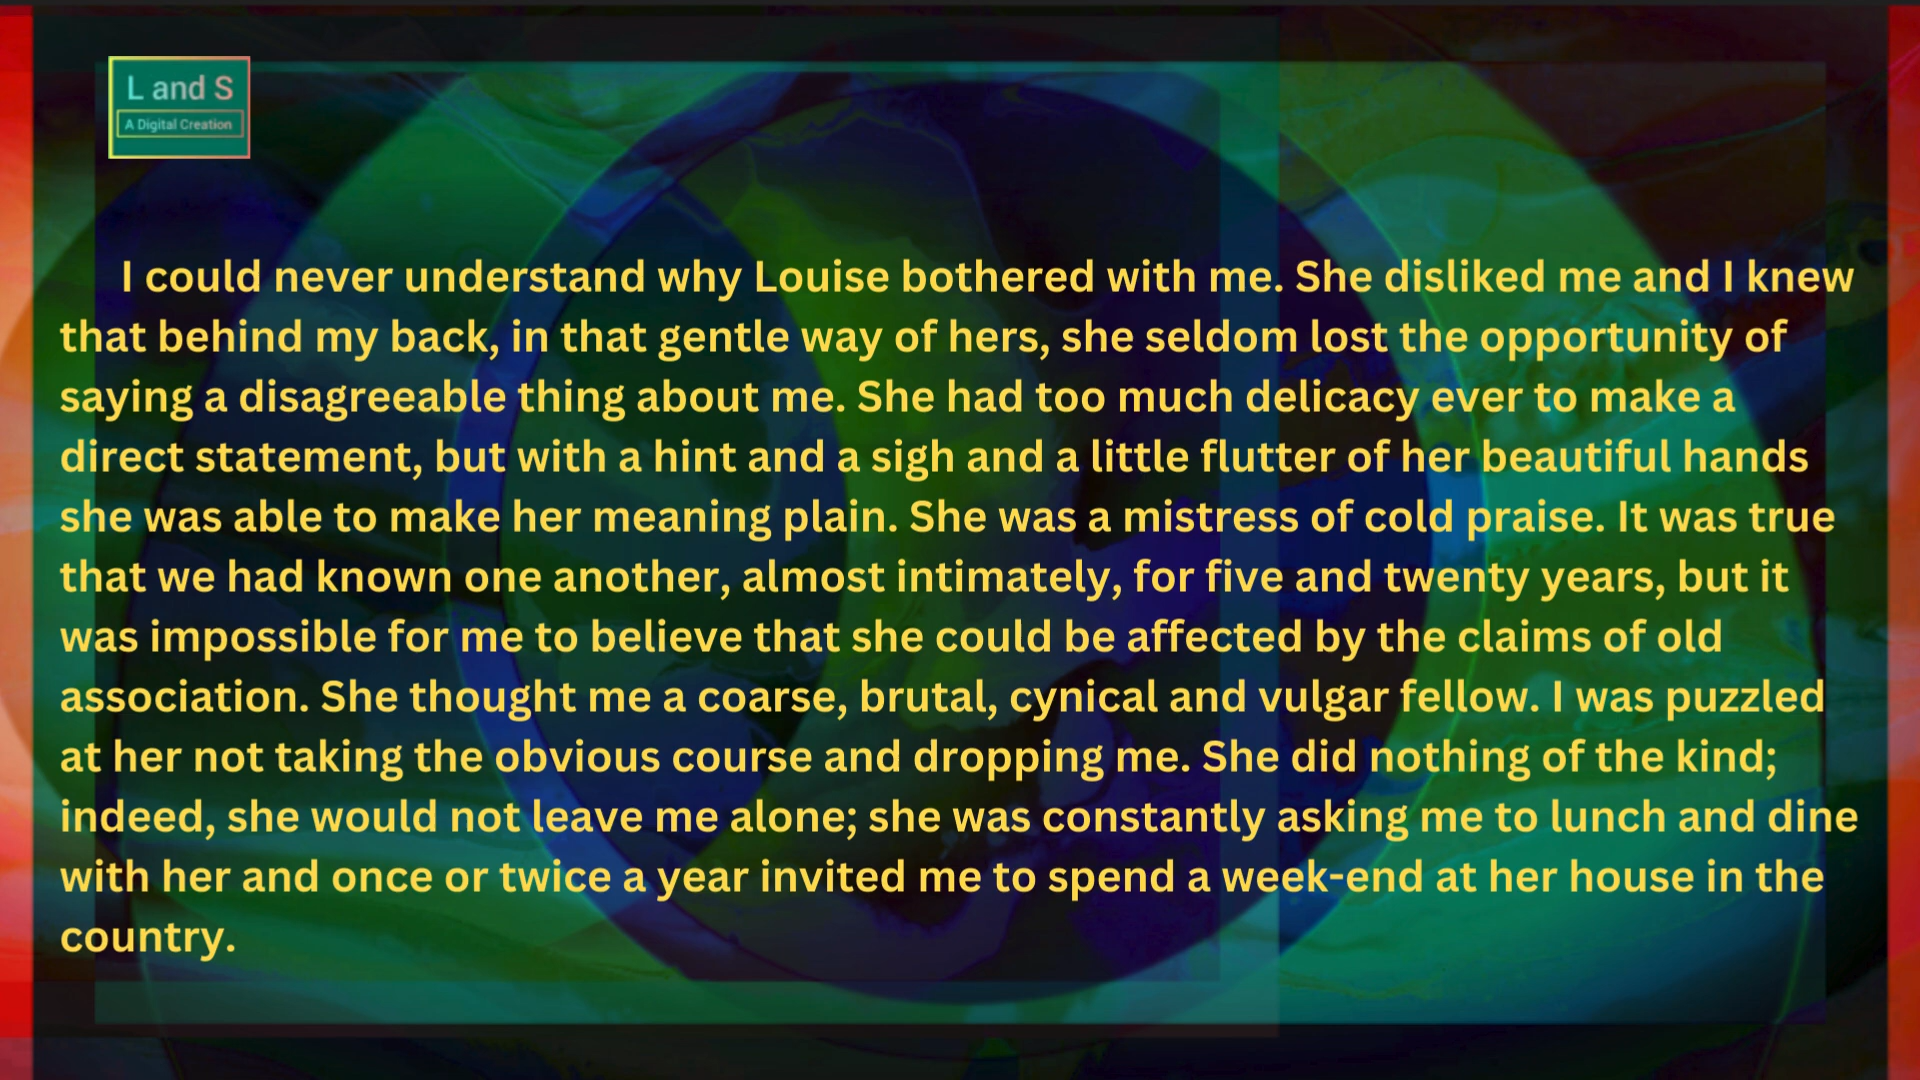 L and S
A Digital Creation
I could never understand why Louise bothered with me. She disliked me and I knew
that behind my back, in that gentle way of hers, she seldom lost the opportunity of
saying a disagreeable thing about me. She had too much delicacy ever to make a
direct statement, but with a hint and a sigh and a little flutter of her beautiful hands
she was able to make her meaning plain. She was a mistress of cold praise. It was true
that we had known one another, almost intimately, for five and twenty years, but it
was impossible for me to believe that she could be affected by the claims of old
association. She thought me a coarse, brutal, cynical and vulgar fellow. I was puzzled
at her not taking the obvious course and dropping me. She did nothing of the kind;
indeed, she would not leave me alone; she was constantly asking me to lunch and dine
with her and once or twice a year invited me to spend a week-end at her house in the
country.